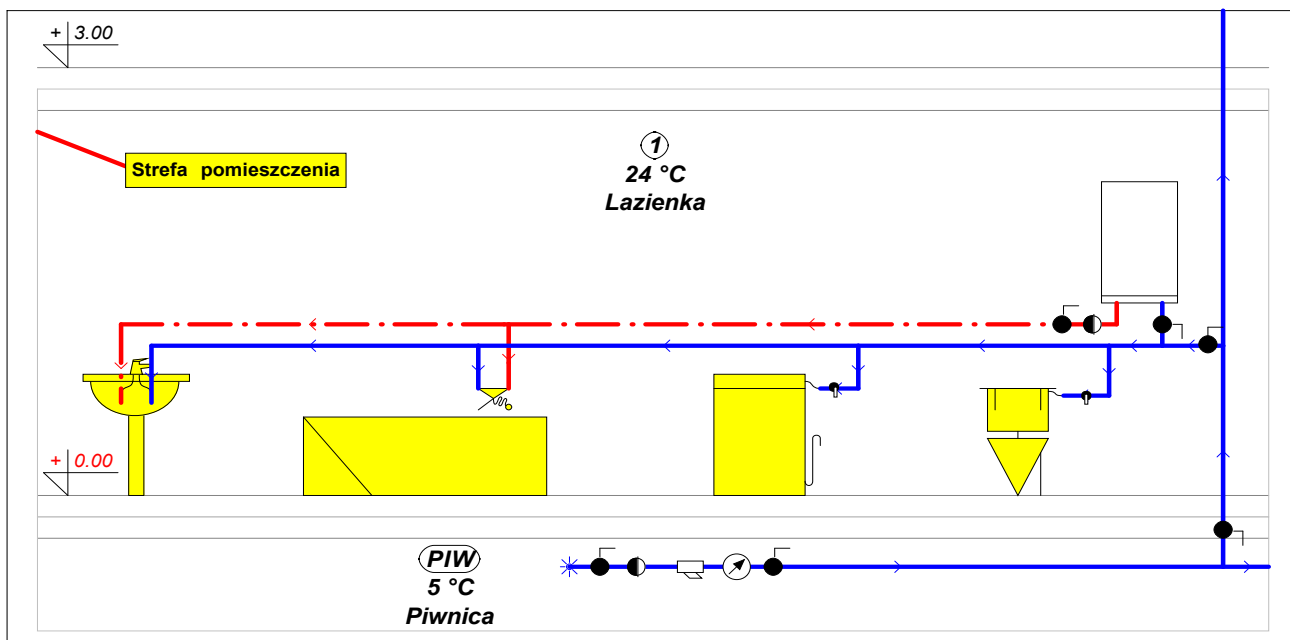 + 3.00
Strefa pomieszczenia
1
24 °C
Lazienka
+ 0.00
PIW
5 °C
Piwnica